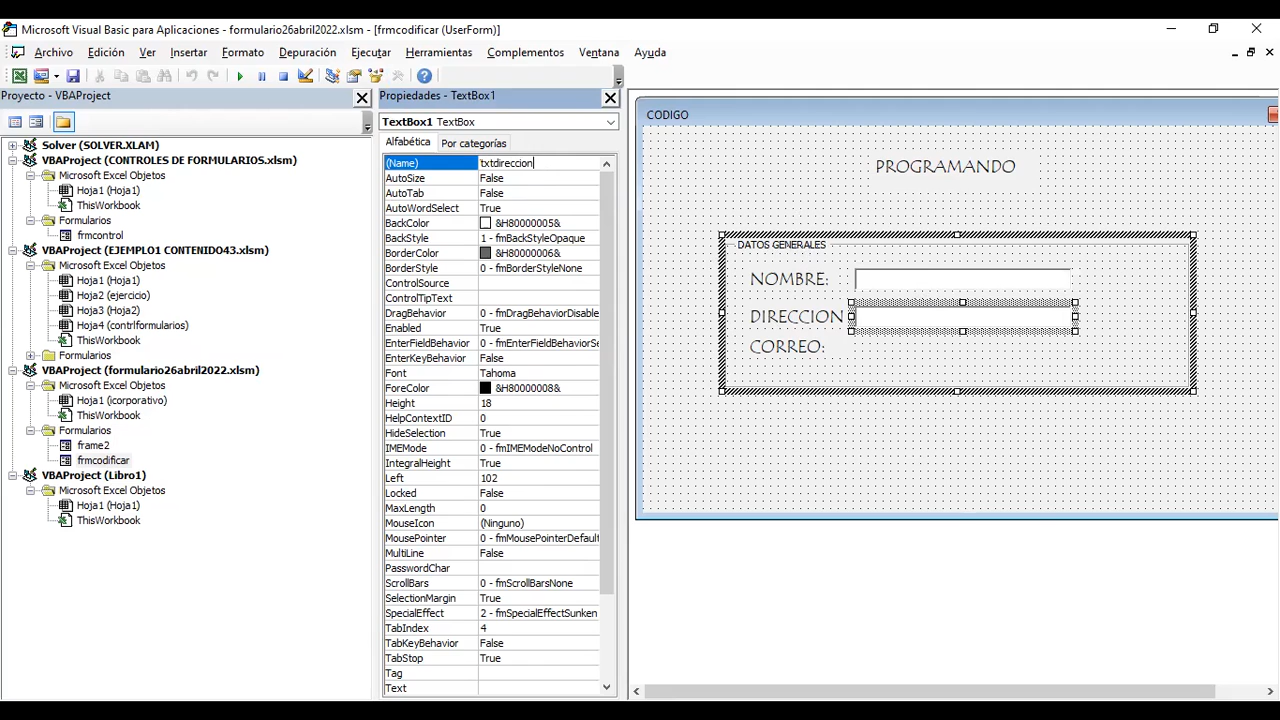 Microsoft Visual Basic para Aplicaciones - formulario26abril2022.xlsm - [frmcodificar (UserForm)]
Archivo Edición Ver Insertar Formato Depuración Ejecutar Herramientas Complementos Ventana Ayuda
Proyecto - VBAProject
Solver (SOLVER.XLAM)
VBAProject (CONTROLES DE FORMULARIOS.xlsm)
Microsoft Excel Objetos
Hoja1 (Hoja1)
ThisWorkbook
Formularios
frmcontrol
VBAProject (EJEMPLO1 CONTENIDO43.xlsm)
Microsoft Excel Objetos
Hoja1 (Hoja1)
Hoja2 (ejercicio)
Hoja3 (Hoja2)
Hoja4 (contrlformularios)
ThisWorkbook
Formularios
VBAProject (formulario26abril2022.xlsm)
Microsoft Excel Objetos
Hoja1 (icorporativo)
ThisWorkbook
Formularios
frame2
frmcodificar
VBAProject (Libro1)
Microsoft Excel Objetos
Hoja1 (Hoja1)
ThisWorkbook
Propiedades - TextBox1
TextBox1 TextBox
Alfabética Por categorías
(Name) txtdireccion
AutoSize False
AutoTab False
AutoWordSelect True
BackColor &H80000005&
BackStyle 1 - fmBackStyleOpaque
BorderColor &H80000006&
BorderStyle 0 - fmBorderStyleNone
ControlSource
ControlTipText
DragBehavior 0 - fmDragBehaviorDisable
Enabled True
EnterFieldBehavior 0 - fmEnterFieldBehaviorSe
EnterKeyBehavior False
Font Tahoma
ForeColor &H80000008&
Height 18
HelpContextID 0
HideSelection True
IMEMode 0 - fmIMEModeNoControl
IntegralHeight True
Left 102
Locked False
MaxLength 0
MouseIcon (Ninguno)
MousePointer 0 - fmMousePointerDefault
MultiLine False
PasswordChar
ScrollBars 0 - fmScrollBarsNone
SelectionMargin True
SpecialEffect 2 - fmSpecialEffectSunken
TabIndex 4
TabKeyBehavior False
TabStop True
Tag
Text
CODIGO
PROGRAMANDO
DATOS GENERALES
NOMBRE:
DIRECCION
CORREO: